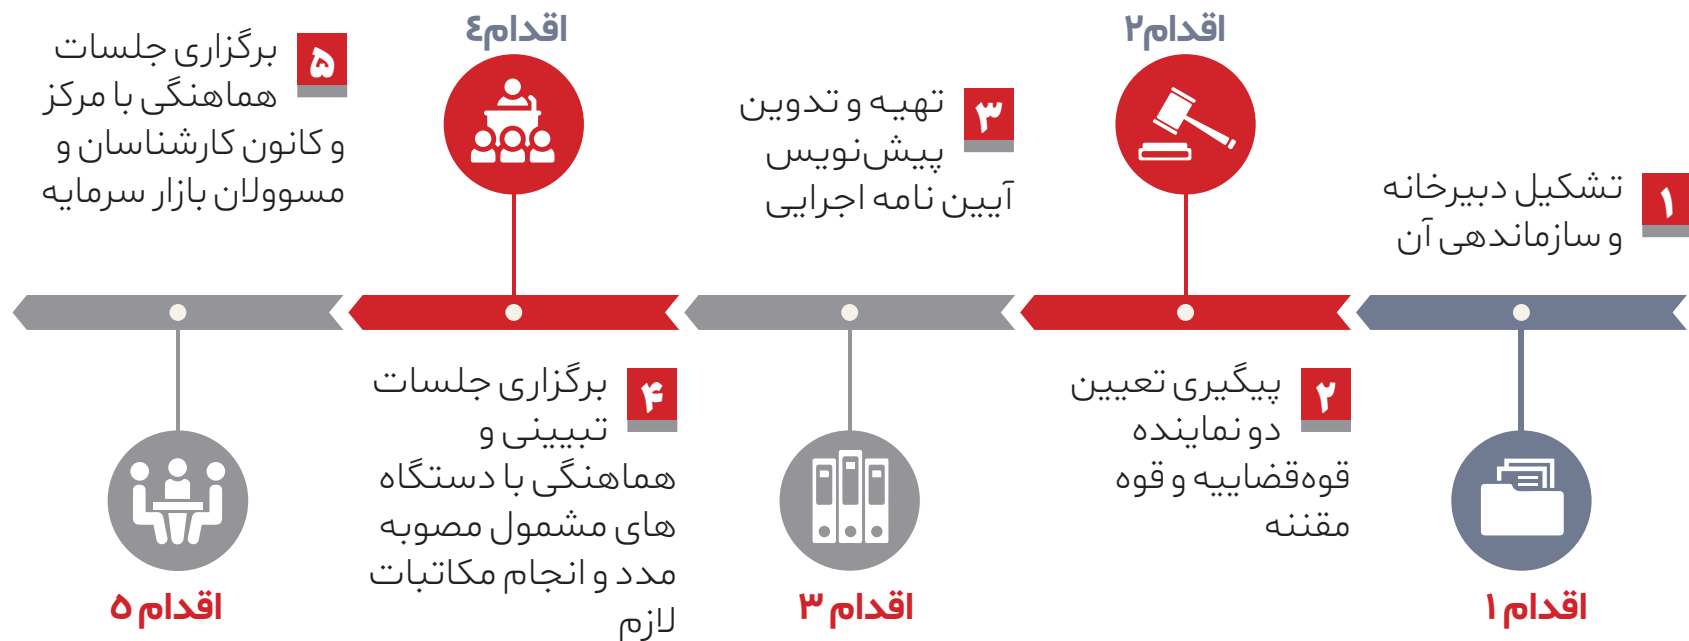 اقدام ۱
۱
تشکیل دبیرخانه
و سازماندهی آن
اقدام۲
۲
پیگیری تعیین
دو نماینده
قوه‌قضاییه و قوه
مقننه
اقدام ۳
۳
تهیه و تدوین
پیش‌نویس
آیین نامه اجرایی
اقدام٤
۴
برگزاری جلسات
تبیینی و
هماهنگی با دستگاه
های مشمول مصوبه
مدد و انجام مکاتبات
لازم
اقدام ۵
۵
برگزاری جلسات
هماهنگی با مرکز
و کانون کارشناسان و
مسوولان بازار سرمایه